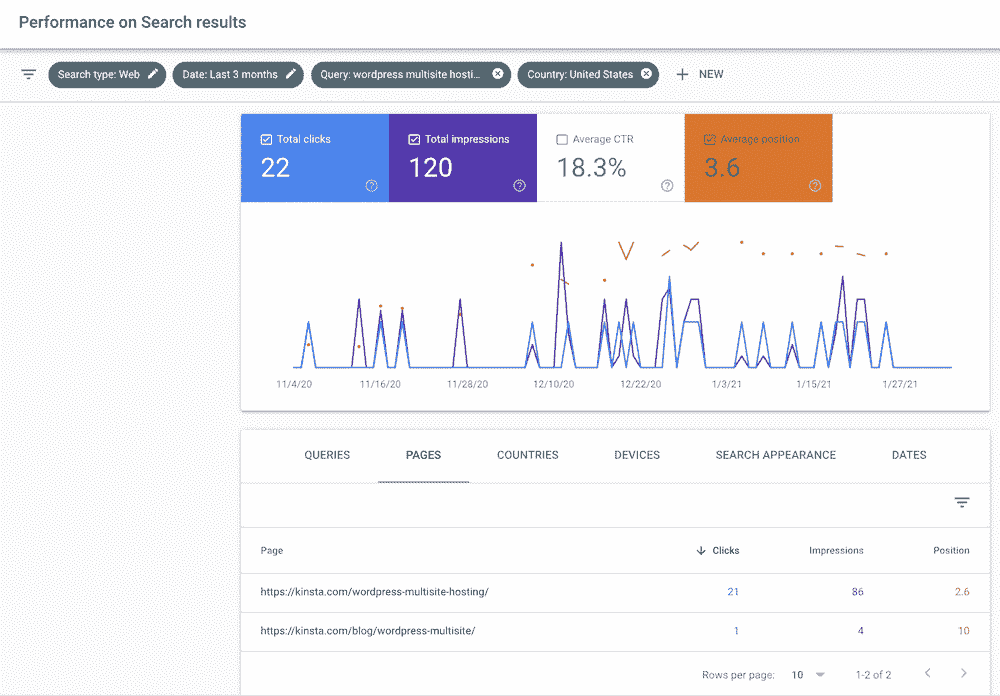 Performance on Search results
Search type: Web Date: Last 3 months Query: wordpress multisite hosti... Country: United States NEW
Total clicks Total impressions Average CTR Average position
22 120 18.3% 3.6
11/4/20 11/16/20 11/28/20 12/10/20 12/22/20 1/3/21 1/15/21 1/27/21
QUERIES PAGES COUNTRIES DEVICES SEARCH APPEARANCE DATES
Page Clicks Impressions Position
https://kinsta.com/wordpress-multisite-hosting/ 21 86 2.6
https://kinsta.com/blog/wordpress-multisite/ 1 4 10
Rows per page: 10 1-2 of 2